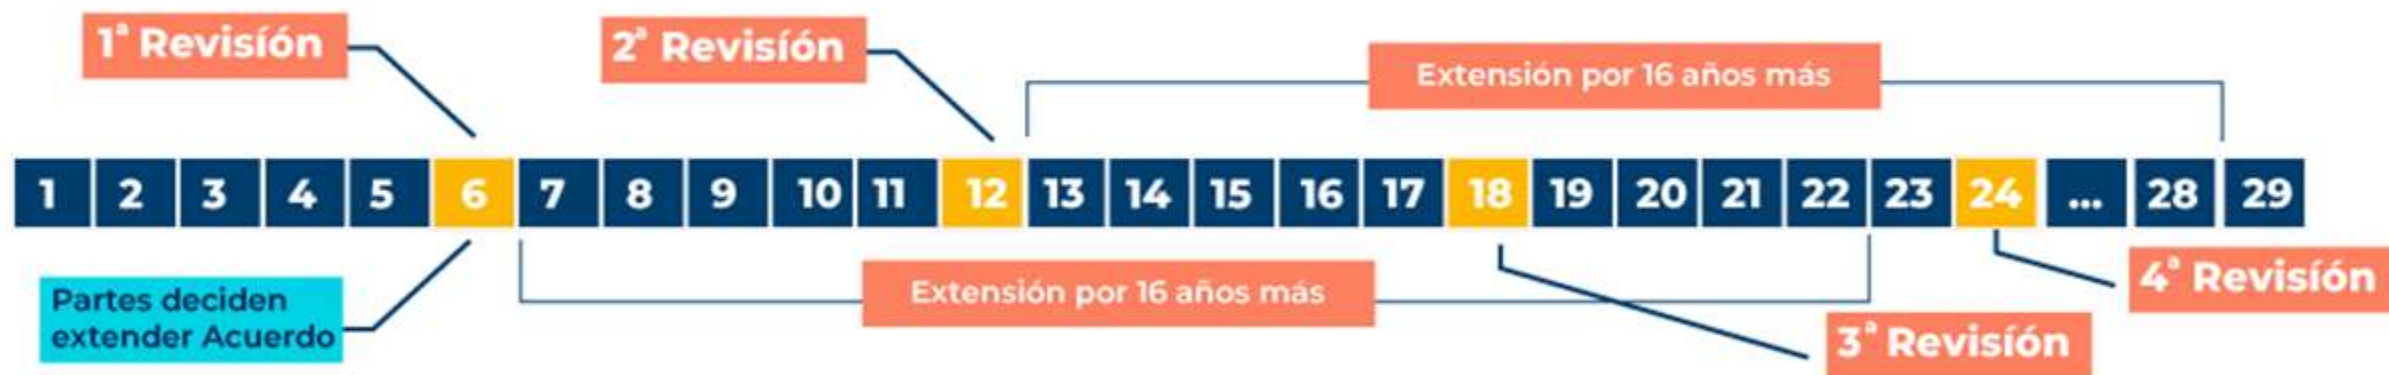 1ª Revisíón
2ª Revisíón
Extensión por 16 años más
1 2 3 4 5 6 7 8 9 10 11 12 13 14 15 16 17 18 19 20 21 22 23 24 ... 28 29
Partes deciden
extender Acuerdo
Extensión por 16 años más
3ª Revisíón
4ª Revisíón